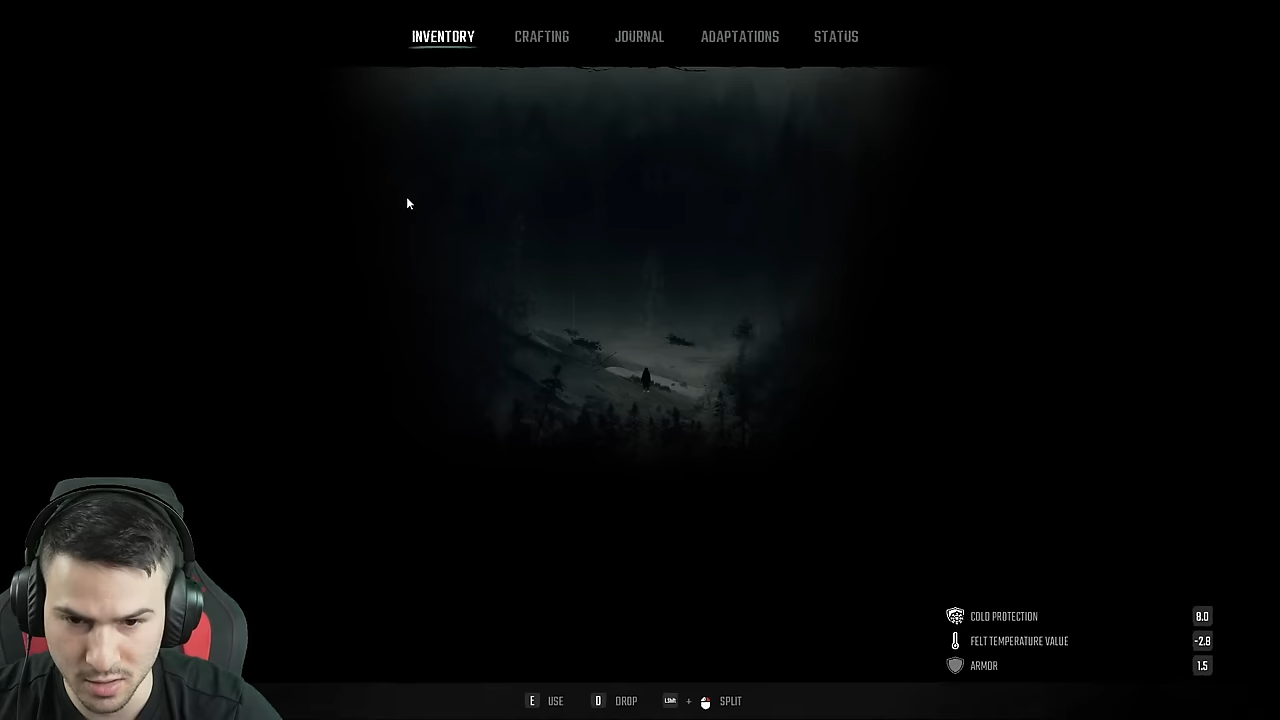 INVENTORY CRAFTING JOURNAL ADAPTATIONS STATUS
COLD PROTECTION 8.0
FELT TEMPERATURE VALUE -2.8
ARMOR 1.5
E USE D DROP + SPLIT